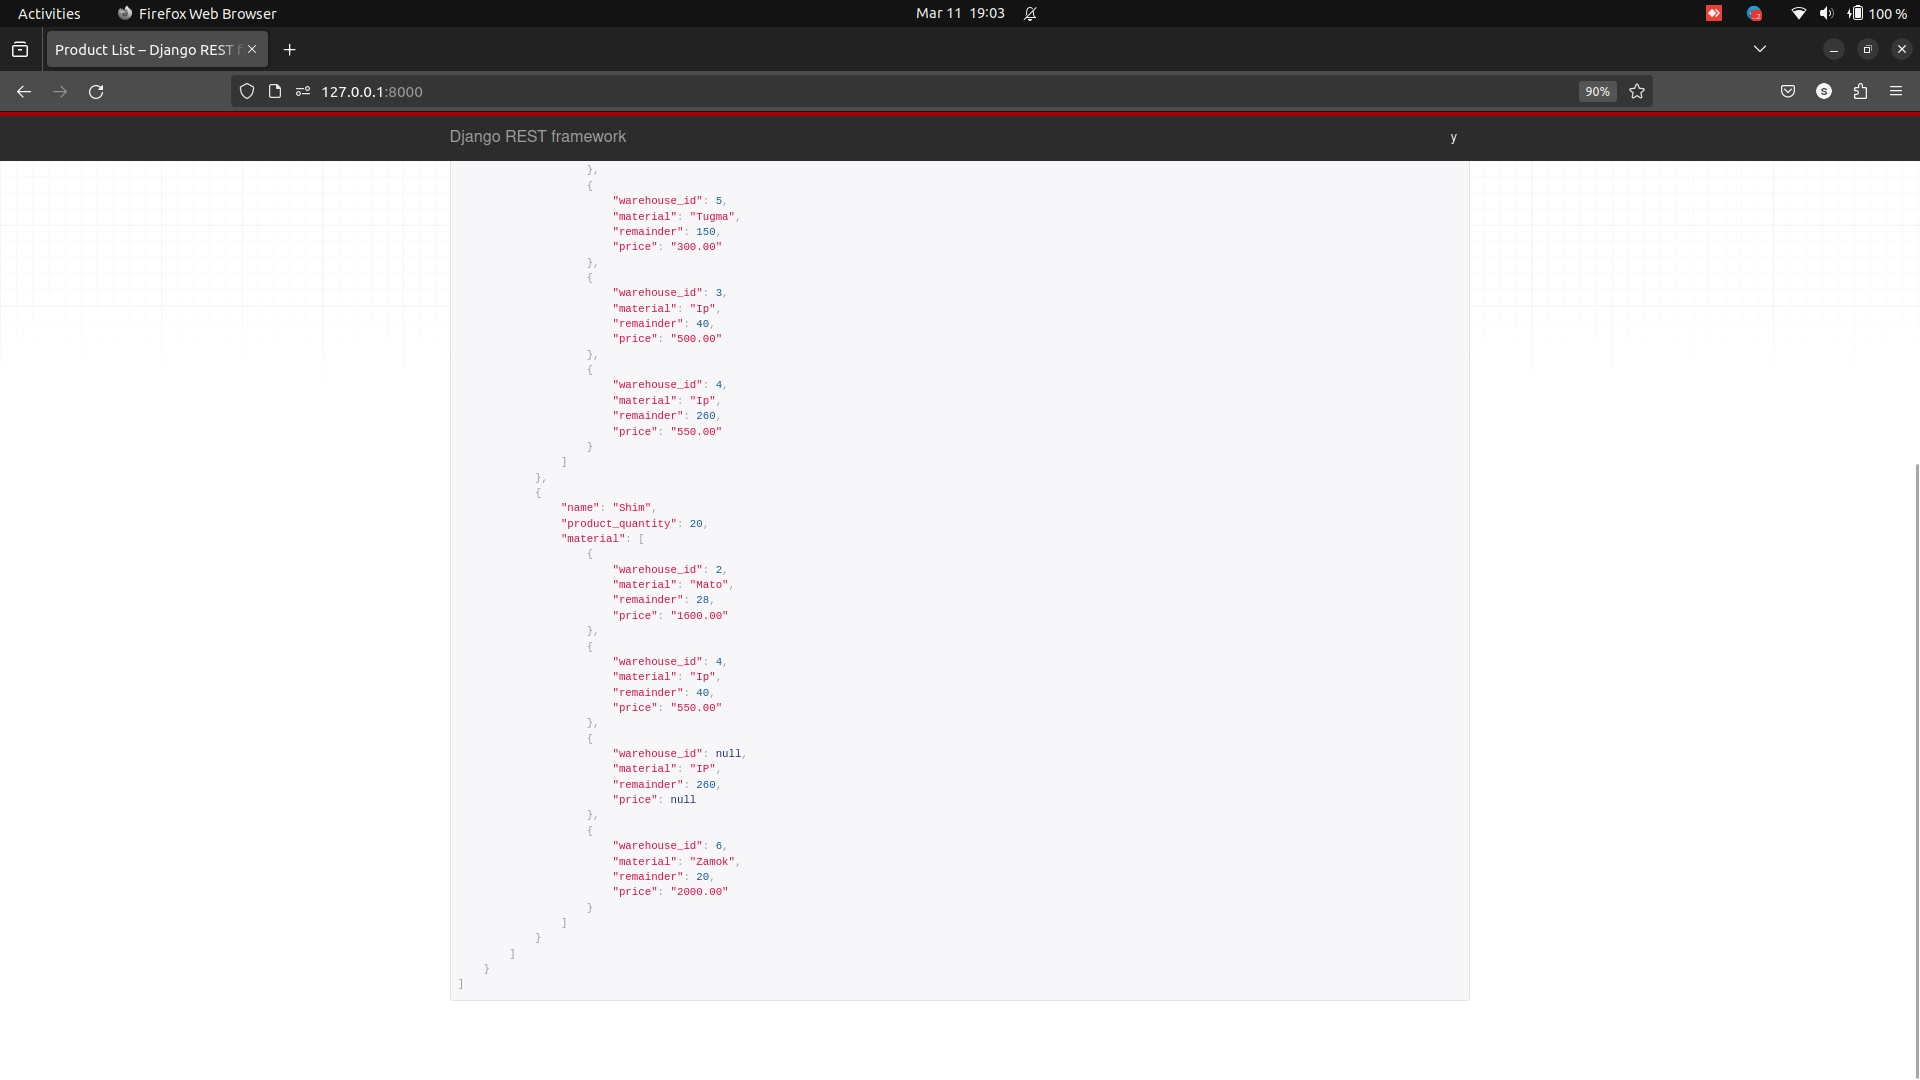 Activities
Firefox Web Browser
Mar 11 19:03
100 %
Product List – Django REST f
127.0.0.1:8000
90%
S
Django REST framework
y
},
{
"warehouse_id": 5,
"material": "Tugma",
"remainder": 150,
"price": "300.00"
},
{
"warehouse_id": 3,
"material": "Ip",
"remainder": 40,
"price": "500.00"
},
{
"warehouse_id": 4,
"material": "Ip",
"remainder": 260,
"price": "550.00"
}
]
},
{
"name": "Shim",
"product_quantity": 20,
"material": [
{
"warehouse_id": 2,
"material": "Mato",
"remainder": 28,
"price": "1600.00"
},
{
"warehouse_id": 4,
"material": "Ip",
"remainder": 40,
"price": "550.00"
},
{
"warehouse_id": null,
"material": "IP",
"remainder": 260,
"price": null
},
{
"warehouse_id": 6,
"material": "Zamok",
"remainder": 20,
"price": "2000.00"
}
]
}
]
}
]